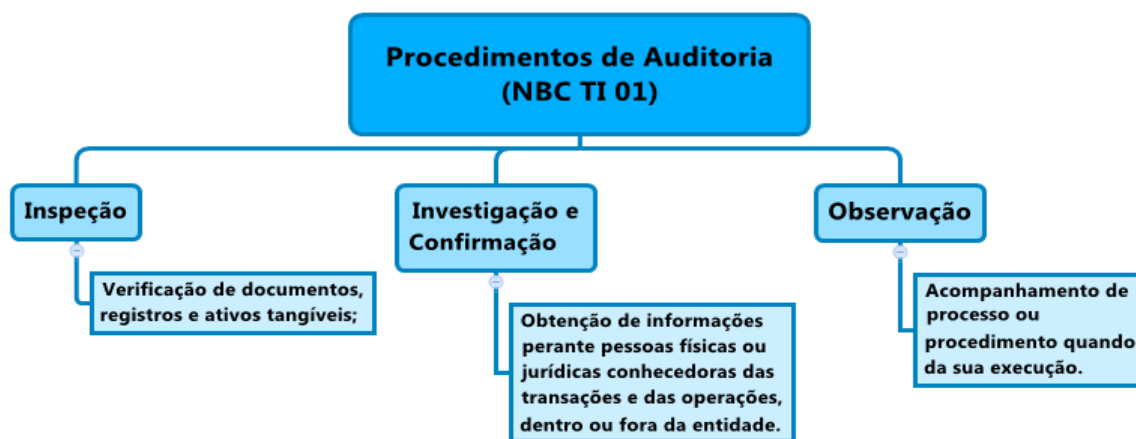 Procedimentos de Auditoria
(NBC TI 01)
Inspeção
Verificação de documentos,
registros e ativos tangíveis;
Investigação e
Confirmação
Obtenção de informações
perante pessoas físicas ou
jurídicas conhecedoras das
transações e das operações,
dentro ou fora da entidade.
Observação
Acompanhamento de
processo ou
procedimento quando
da sua execução.